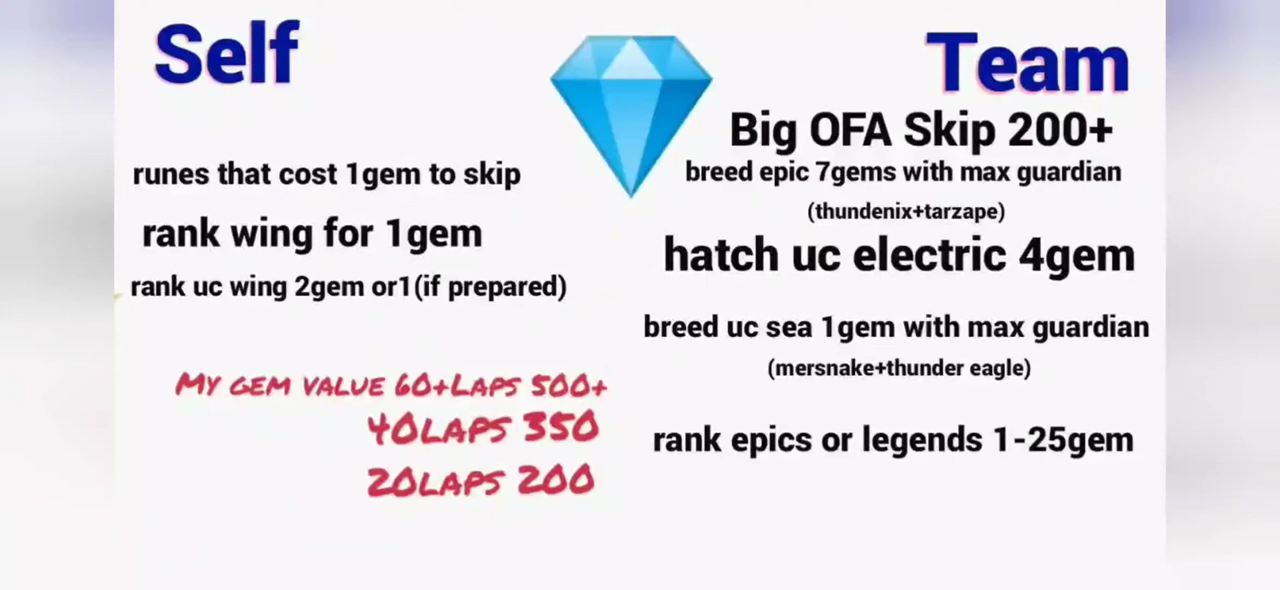 Self
runes that cost 1gem to skip
rank wing for 1gem
rank uc wing 2gem or1(if prepared)
MY GEM VALUE 60+LAPS 500+
40LAPS 350
20LAPS 200
Team
Big OFA Skip 200+
breed epic 7gems with max guardian
(thundenix+tarzape)
hatch uc electric 4gem
breed uc sea 1gem with max guardian
(mersnake+thunder eagle)
rank epics or legends 1-25gem